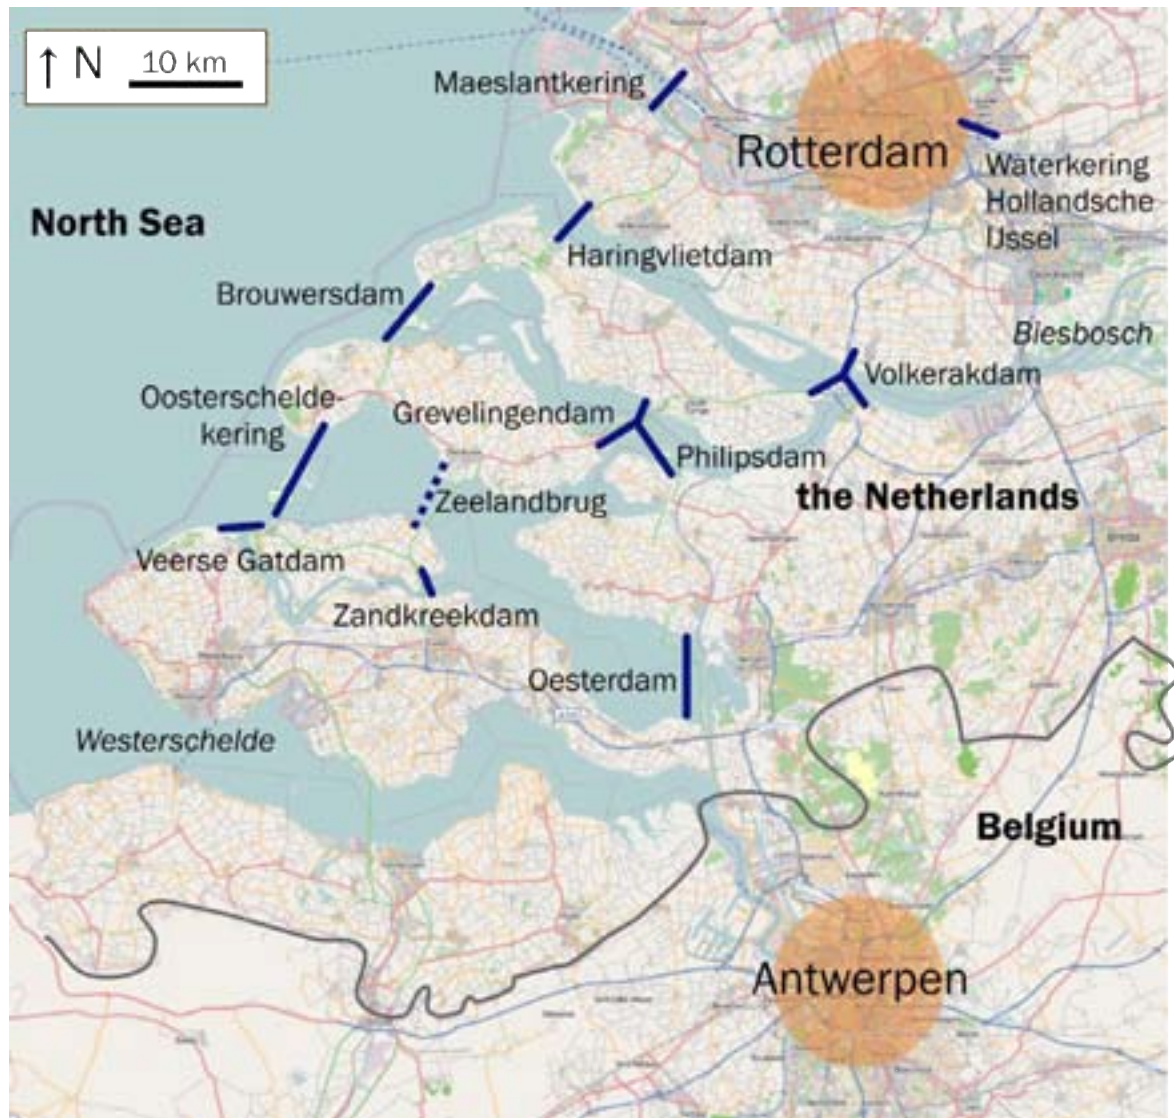 ↑ N 10 km
Maeslantkering
Rotterdam
Waterkering
Hollandsche
IJssel
North Sea
Haringvlietdam
Brouwersdam
Biesbosch
Volkerakdam
Oosterschelde-
kering
Grevelingendam
Philipsdam
the Netherlands
Zeelandbrug
Veerse Gatdam
Zandkreekdam
Oesterdam
Westerschelde
Belgium
Antwerpen